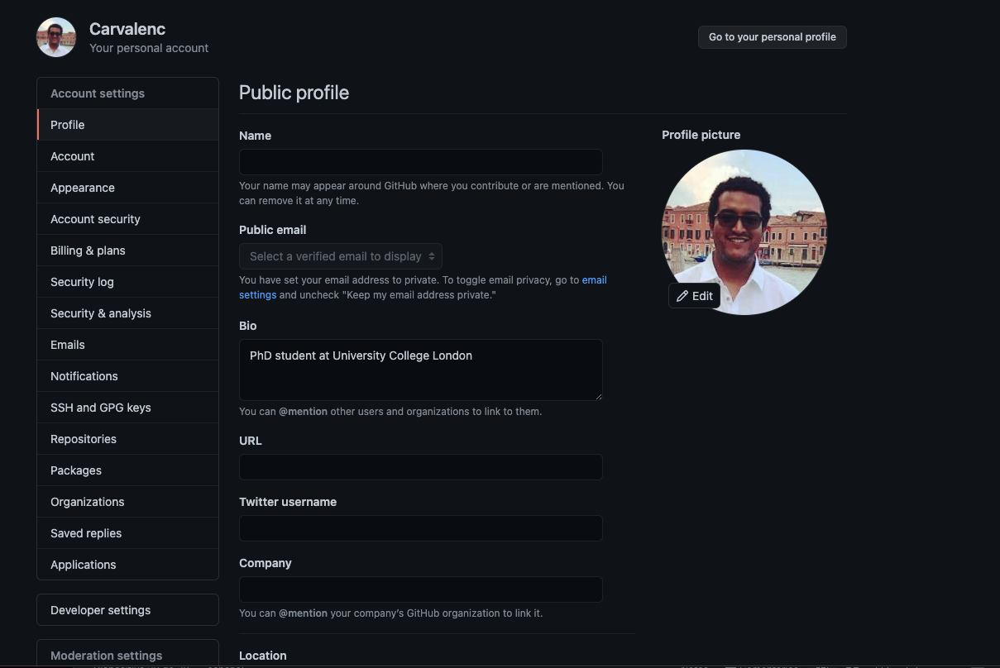 Carvalenc
Your personal account
Go to your personal profile
Account settings
Profile
Account
Appearance
Account security
Billing & plans
Security log
Security & analysis
Emails
Notifications
SSH and GPG keys
Repositories
Packages
Organizations
Saved replies
Applications
Developer settings
Moderation settings
Public profile
Name
Your name may appear around GitHub where you contribute or are mentioned. You
can remove it at any time.
Public email
Select a verified email to display
You have set your email address to private. To toggle email privacy, go to email
settings and uncheck "Keep my email address private."
Bio
PhD student at University College London
You can @mention other users and organizations to link to them.
URL
Twitter username
Company
You can @mention your company’s GitHub organization to link it.
Location
Profile picture
Edit